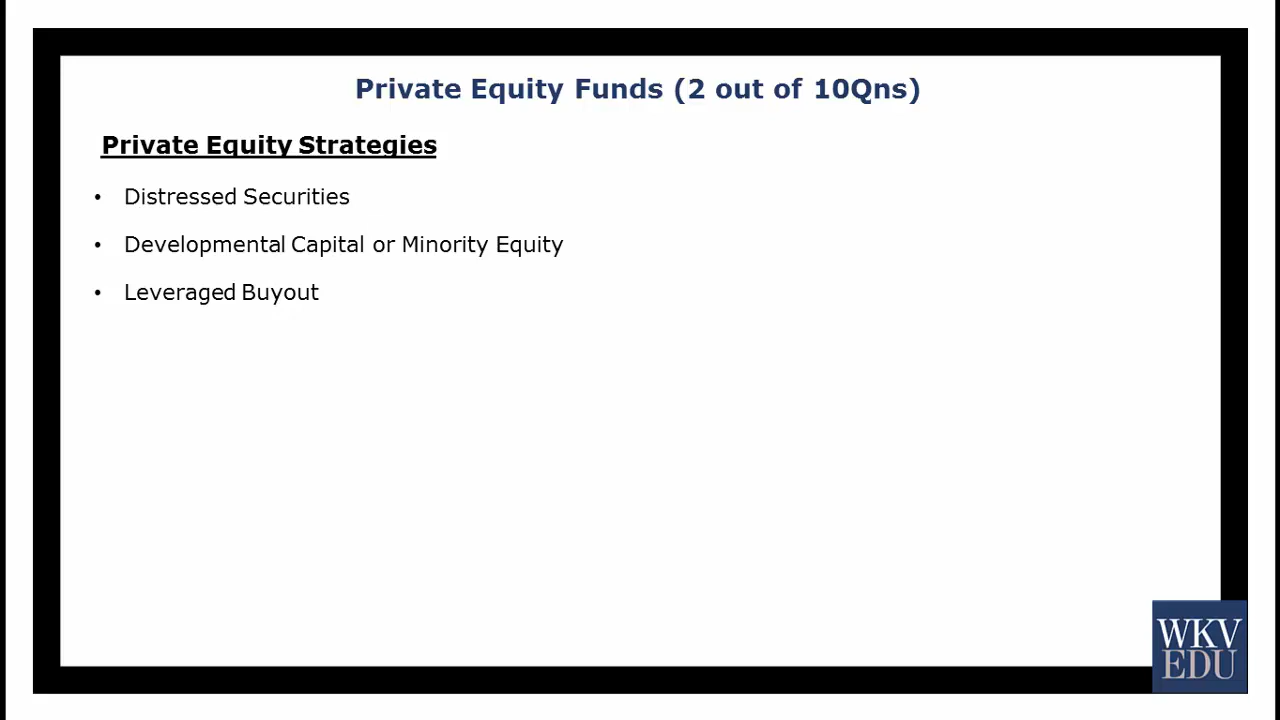 Private Equity Funds (2 out of 10Qns)
Private Equity Strategies
• Distressed Securities
• Developmental Capital or Minority Equity
• Leveraged Buyout
WKV
EDU